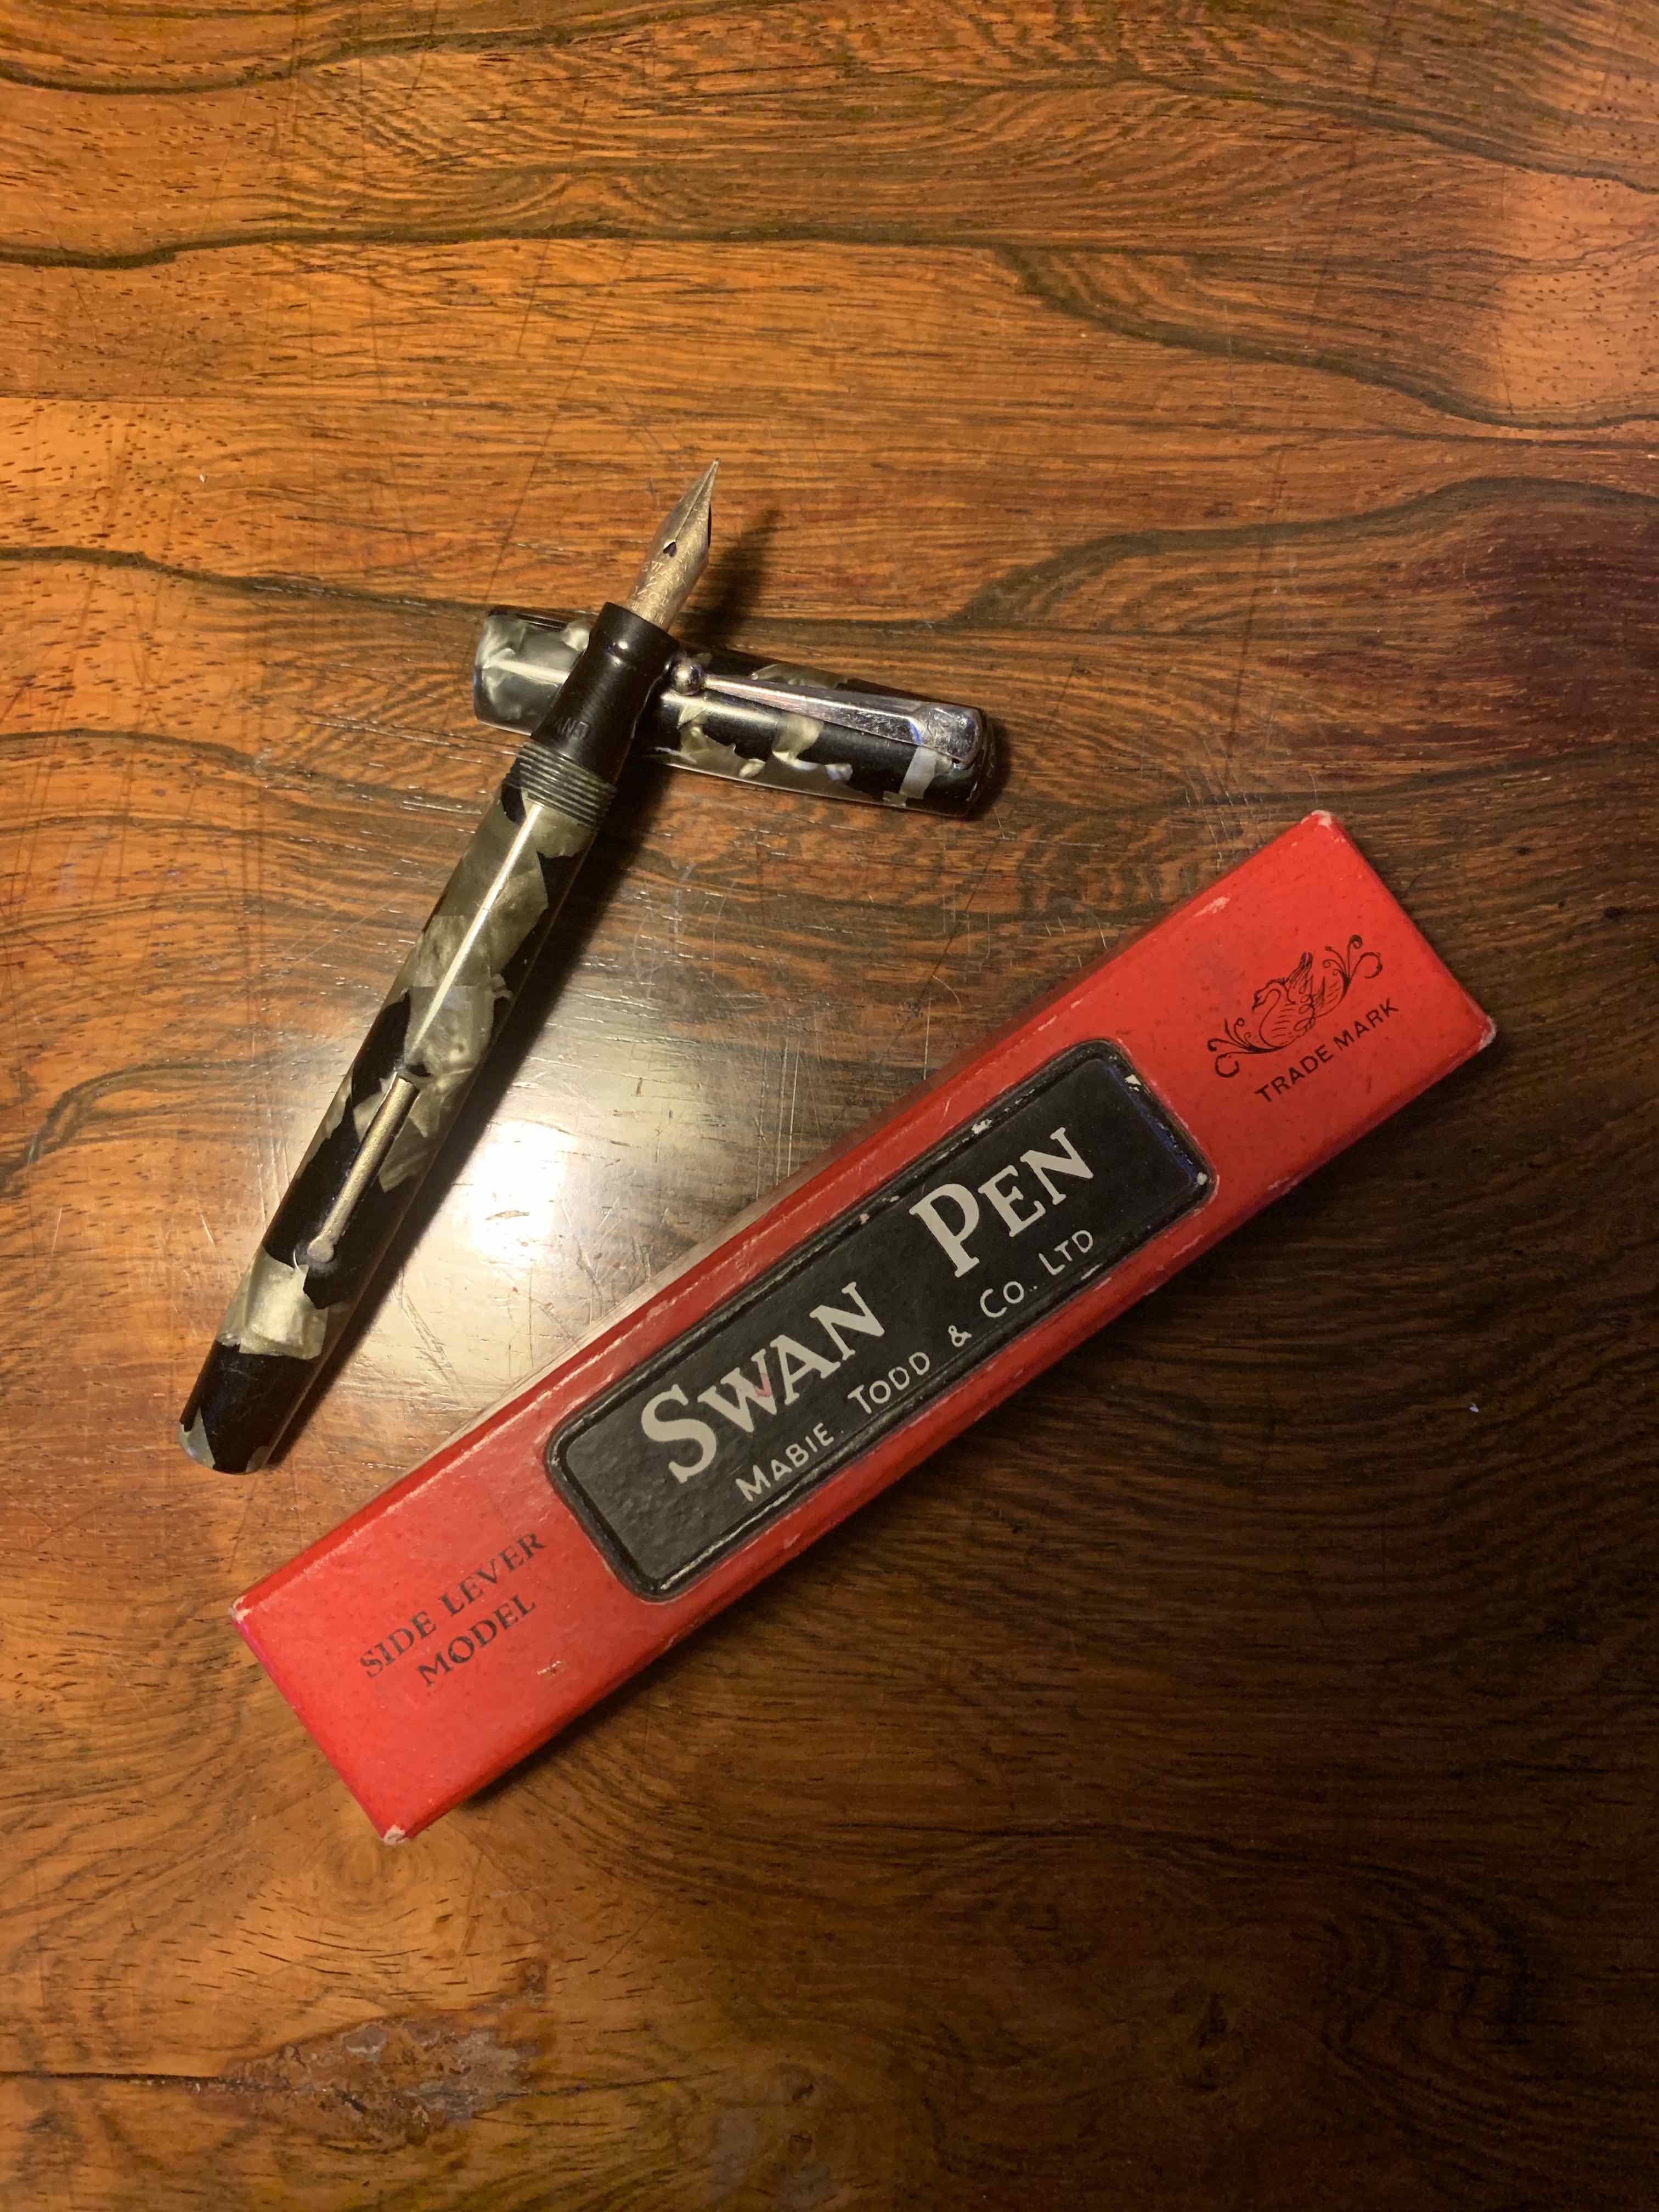 SWAN PEN
MABIE TODD & CO. LTD
SIDE LEVER
MODEL
TRADE MARK